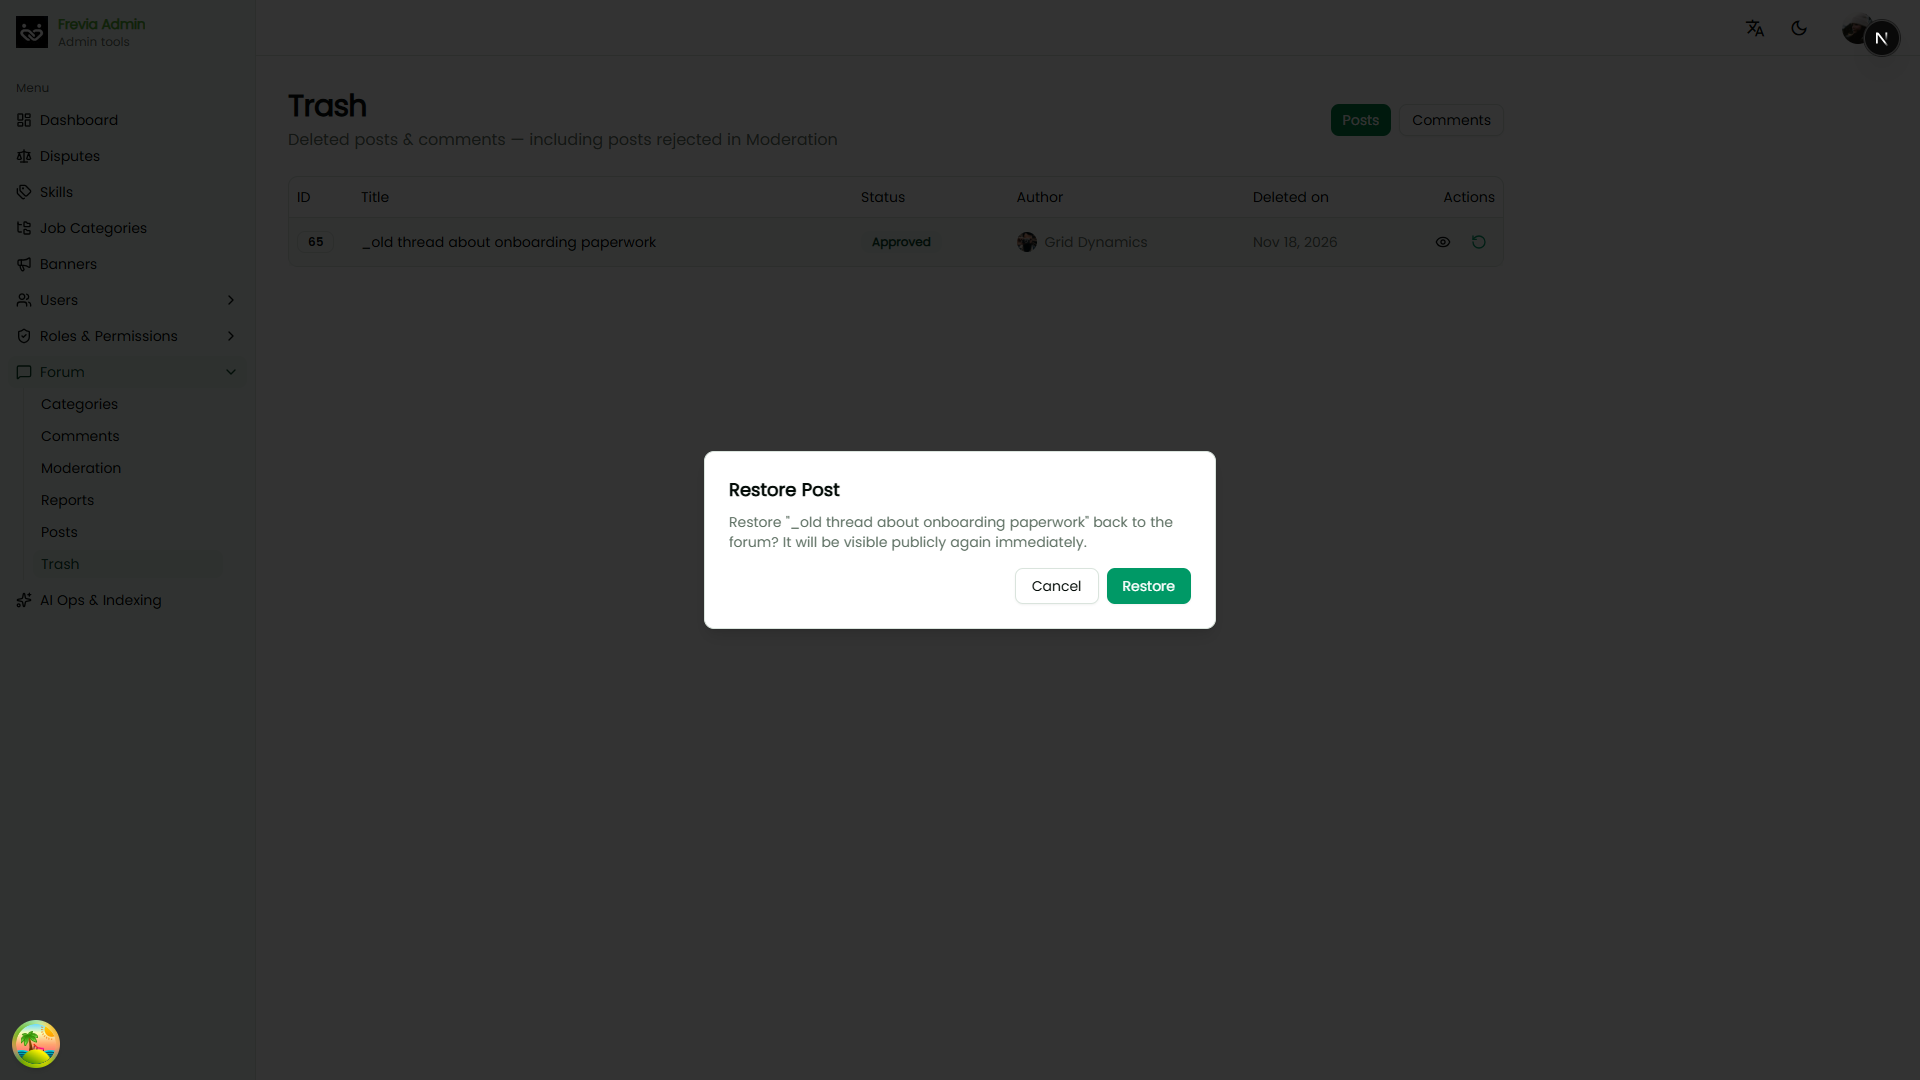 Frevia Admin
Admin tools
Menu
Dashboard
Disputes
Skills
Job Categories
Banners
Users
Roles & Permissions
Forum
Categories
Comments
Moderation
Reports
Posts
Trash
AI Ops & Indexing
N
Trash
Deleted posts & comments — including posts rejected in Moderation
Posts Comments
ID Title Status Author Deleted on Actions
65 _old thread about onboarding paperwork Approved Grid Dynamics Nov 18, 2026
Restore Post
Restore "_old thread about onboarding paperwork" back to the
forum? It will be visible publicly again immediately.
Cancel Restore